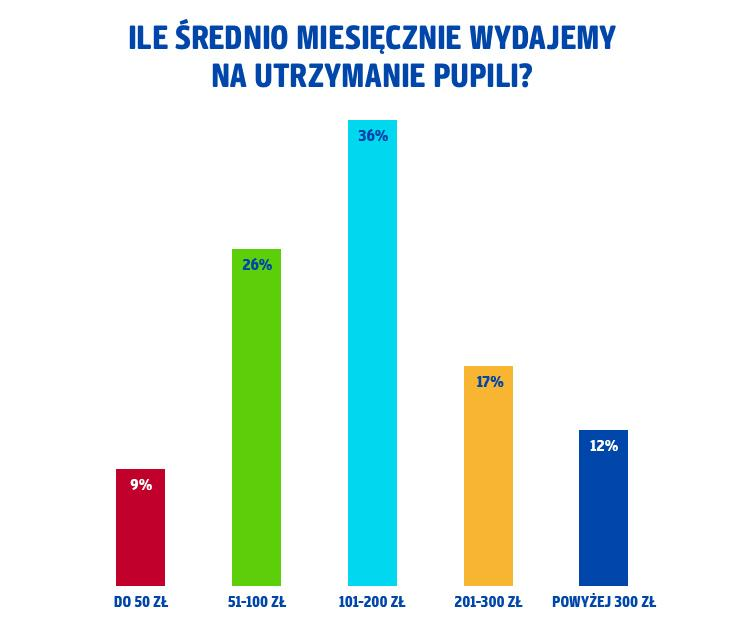 ILE ŚREDNIO MIESIĘCZNIE WYDAJEMY
NA UTRZYMANIE PUPILI?
36%
26%
17%
12%
9%
DO 50 ZŁ
51-100 ZŁ
101-200 ZŁ
201-300 ZŁ
POWYŻEJ 300 ZŁ